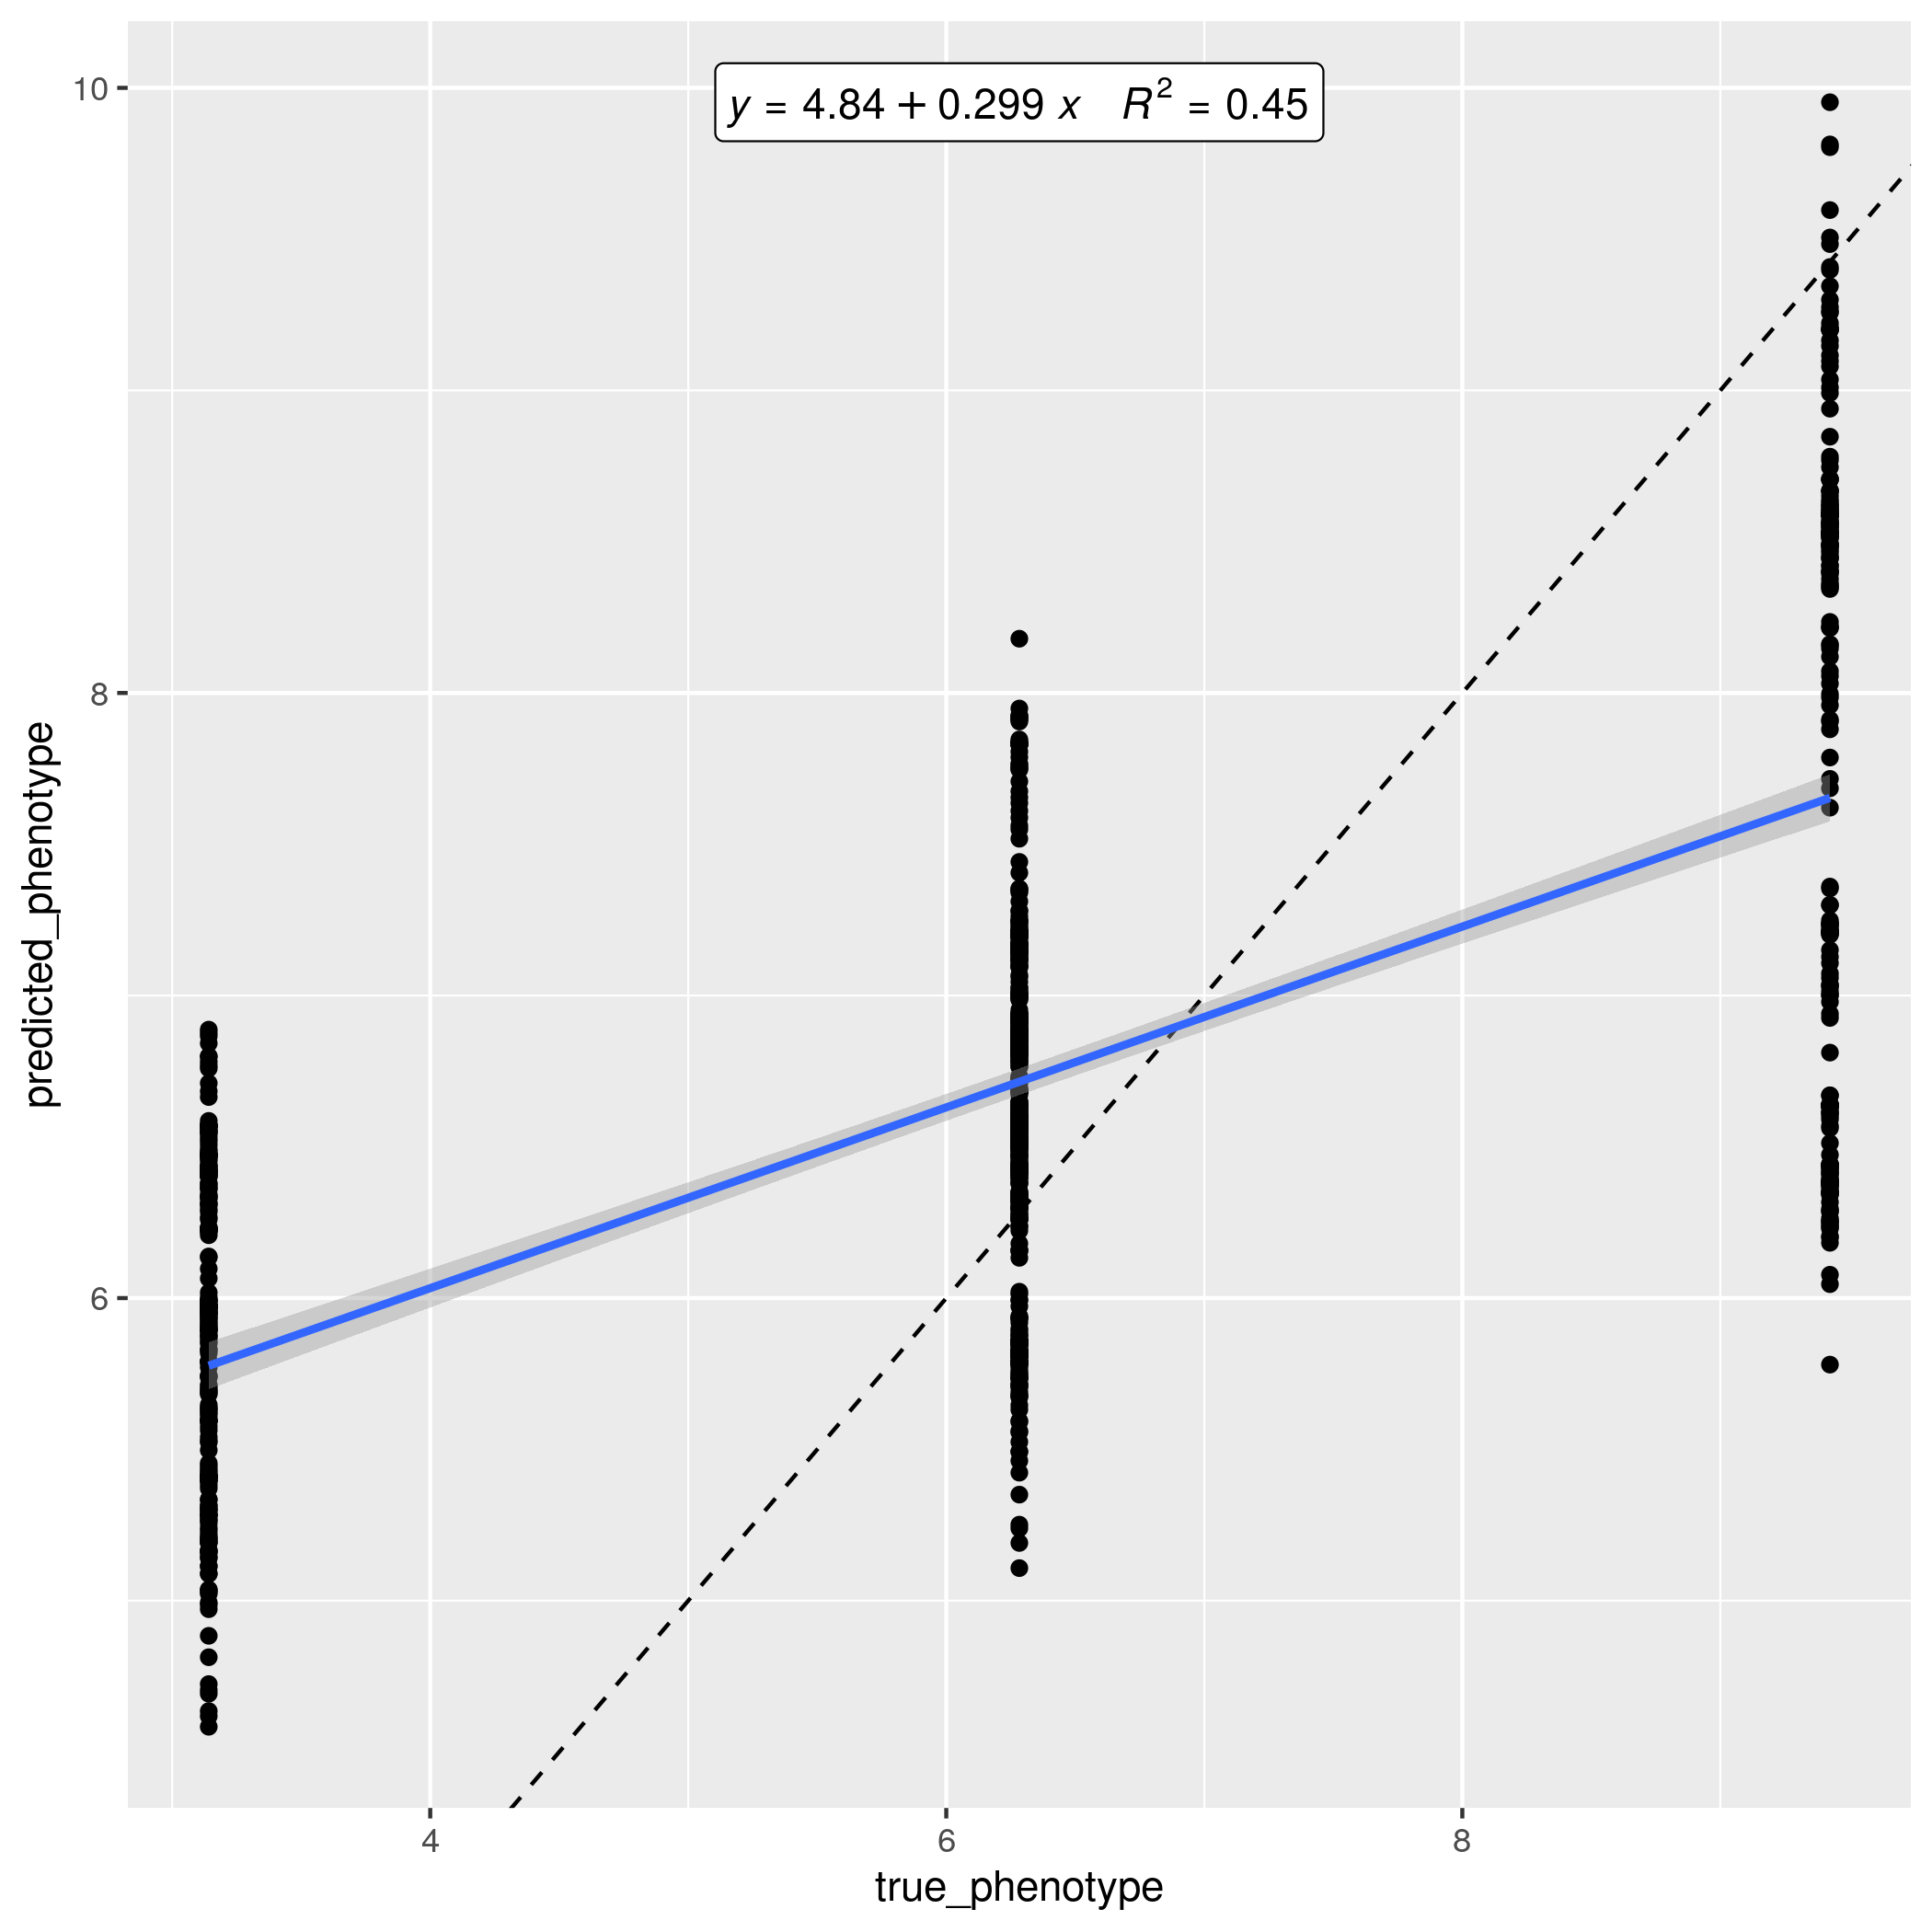 y = 4.84 + 0.299 x R² = 0.45
10
8
6
predicted_phenotype
4 6 8
true_phenotype